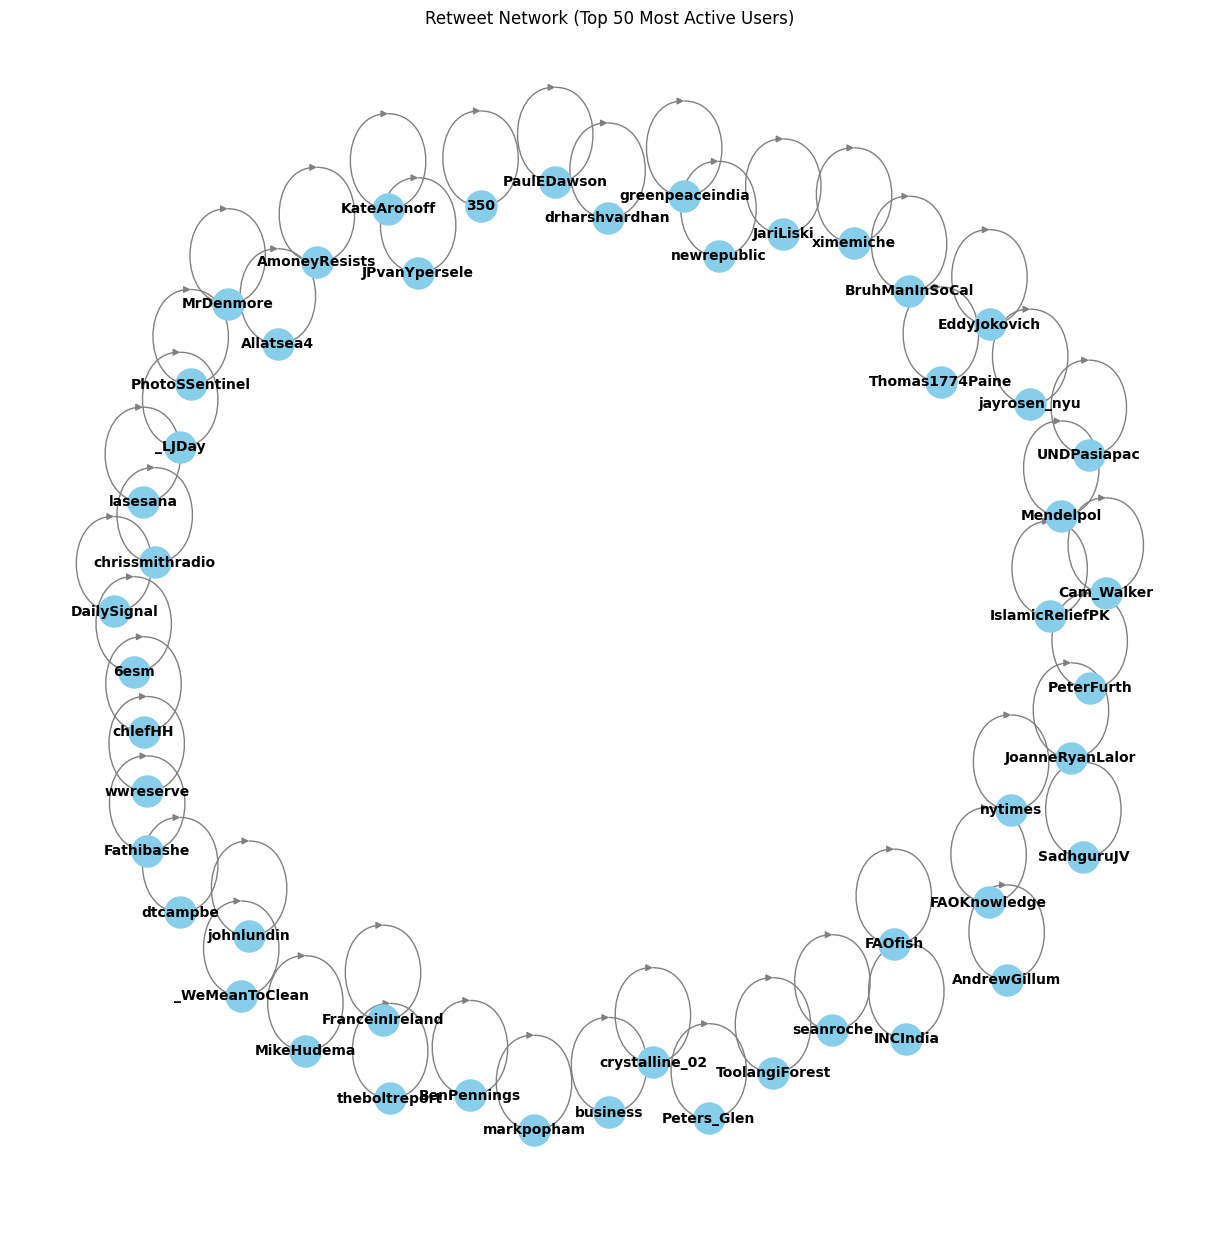 Retweet Network (Top 50 Most Active Users)
PaulEDawson
greenpeaceindia
350
KateAronoff
drharshvardhan
JariLiski
ximemiche
newrepublic
AmoneyResists
JPvanYpersele
BruhManInSoCal
MrDenmore
EddyJokovich
Allatsea4
Thomas1774Paine
PhotoSSentinel
jayrosen_nyu
_LJDay
UNDPasiapac
lasesana
Mendelpol
chrissmithradio
Cam_Walker
DailySignal
IslamicReliefPK
6esm
PeterFurth
chlefHH
JoanneRyanLalor
wwreserve
nytimes
Fathibashe
SadhguruJV
FAOKnowledge
dtcampbe
johnlundin
FAOfish
AndrewGillum
_WeMeanToClean
FranceinIreland
seanroche
INCIndia
MikeHudema
crystalline_02
ToolangiForest
BenPennings
theboltreport
business
Peters_Glen
markpopham